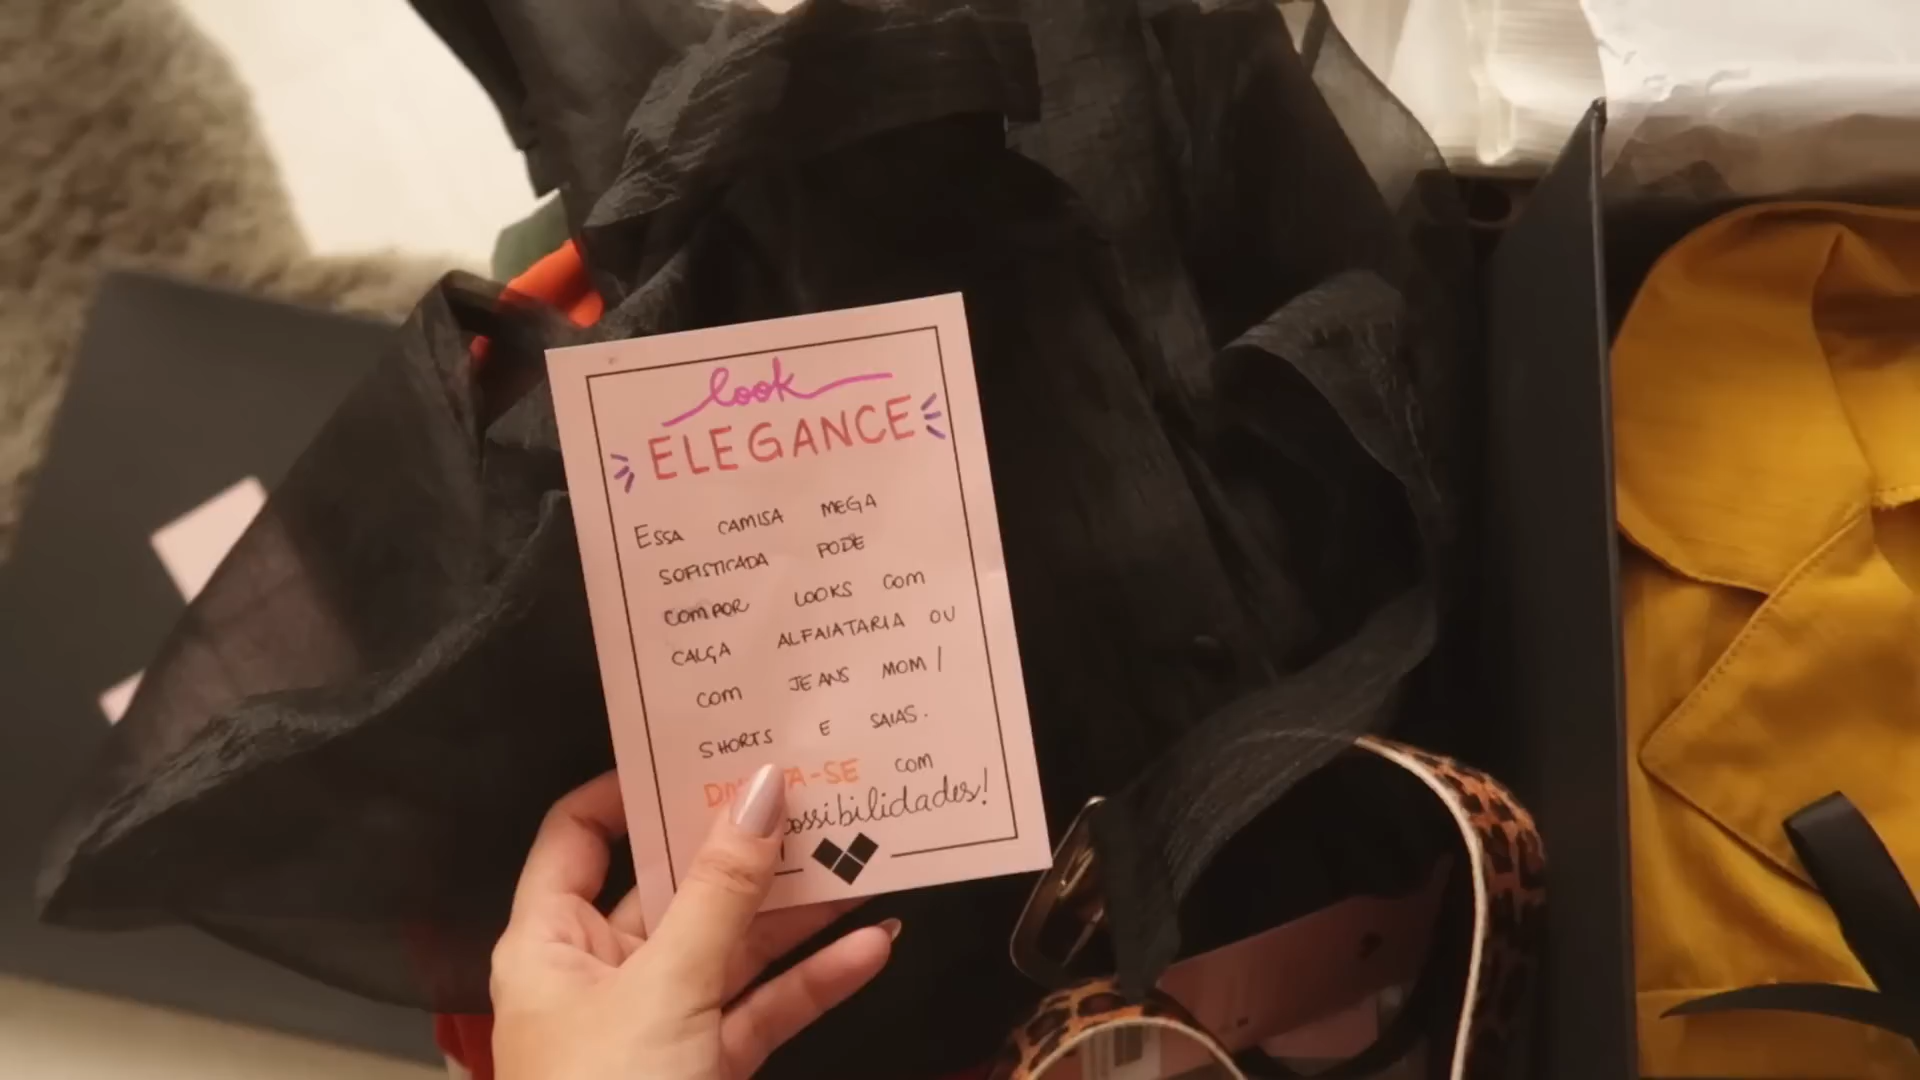 look
ELEGANCE
ESSA CAMISA MEGA
SOFISTICADA PODE
COMPOR LOOKS COM
CALÇA ALFAIATARIA OU
COM JEANS MOM/
SHORTS E SAIAS.
COM
possibilidades!